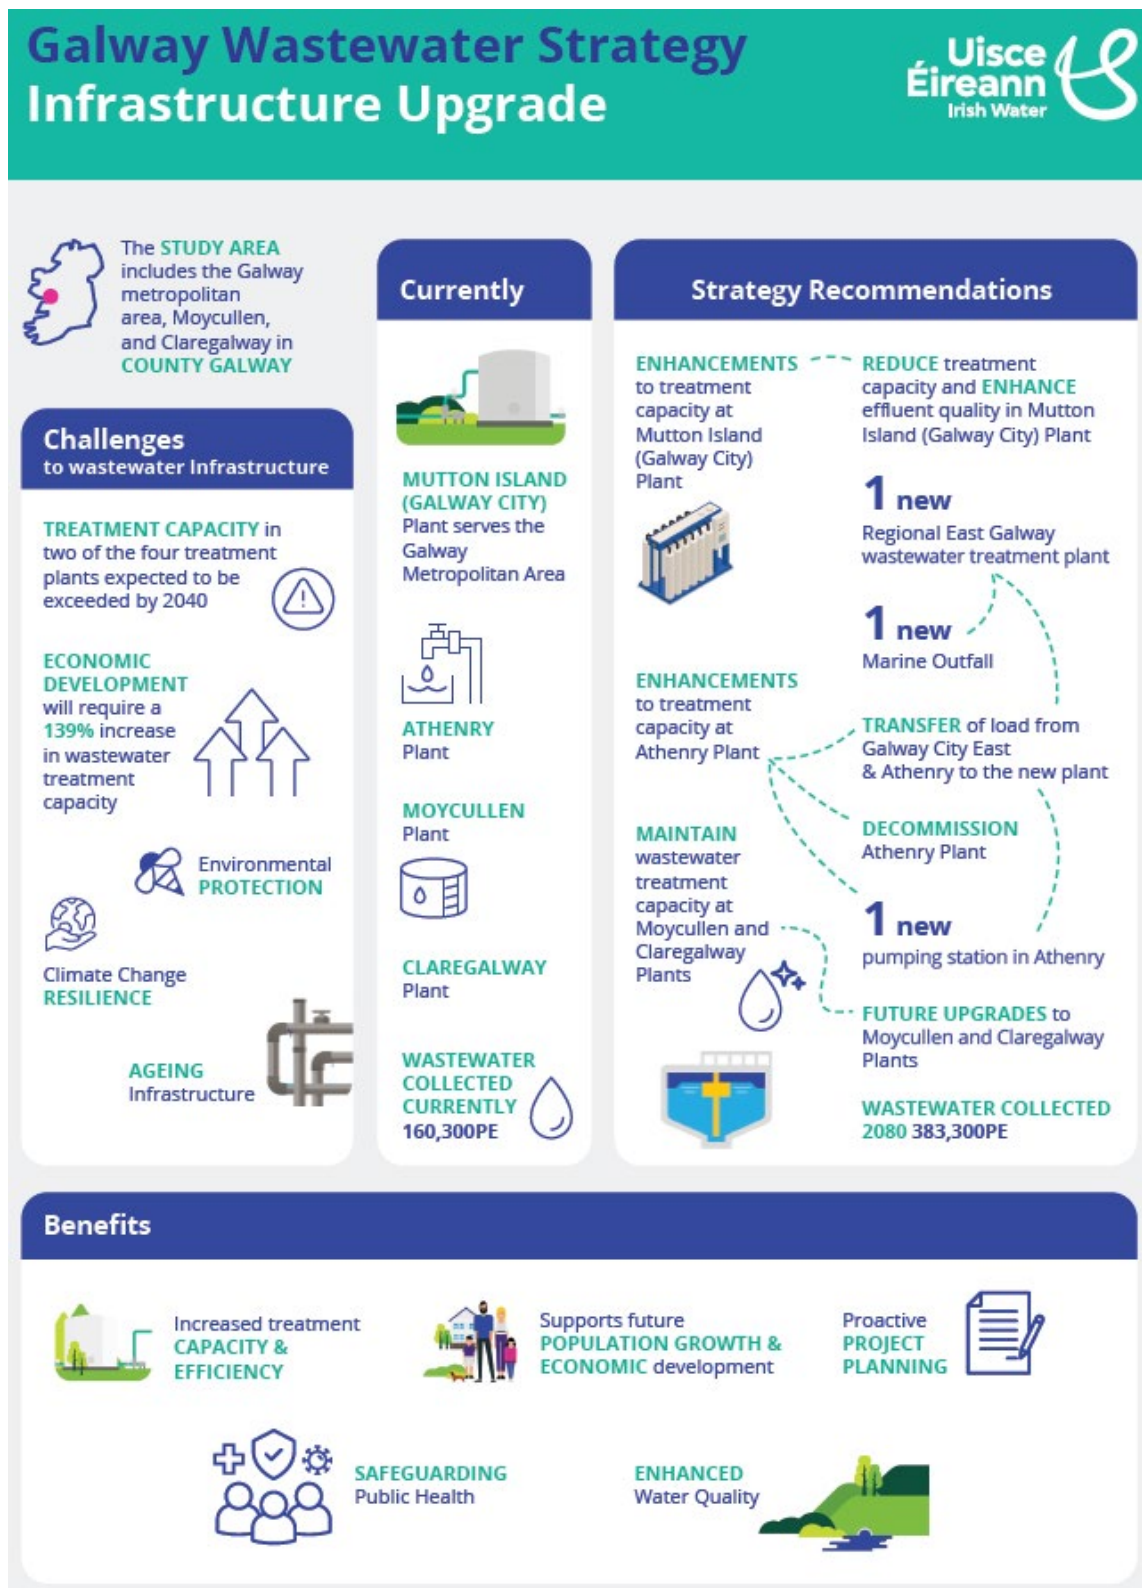 Galway Wastewater Strategy
Infrastructure Upgrade
Uisce
Éireann
Irish Water
The STUDY AREA
includes the Galway
metropolitan
area, Moycullen,
and Claregalway in
COUNTY GALWAY
Challenges
to wastewater Infrastructure
TREATMENT CAPACITY in
two of the four treatment
plants expected to be
exceeded by 2040
ECONOMIC
DEVELOPMENT
will require a
139% increase
in wastewater
treatment
capacity
Environmental
PROTECTION
Climate Change
RESILIENCE
AGEING
Infrastructure
Currently
MUTTON ISLAND
(GALWAY CITY)
Plant serves the
Galway
Metropolitan Area
ATHENRY
Plant
MOYCULLEN
Plant
CLAREGALWAY
Plant
WASTEWATER
COLLECTED
CURRENTLY
160,300PE
Strategy Recommendations
ENHANCEMENTS
to treatment
capacity at
Mutton Island
(Galway City)
Plant
ENHANCEMENTS
to treatment
capacity at
Athenry Plant
MAINTAIN
wastewater
treatment
capacity at
Moycullen and
Claregalway
Plants
REDUCE treatment
capacity and ENHANCE
effluent quality in Mutton
Island (Galway City) Plant
1 new
Regional East Galway
wastewater treatment plant
1 new
Marine Outfall
TRANSFER of load from
Galway City East
& Athenry to the new plant
DECOMMISSION
Athenry Plant
1 new
pumping station in Athenry
FUTURE UPGRADES to
Moycullen and Claregalway
Plants
WASTEWATER COLLECTED
2080 383,300PE
Benefits
Increased treatment
CAPACITY &
EFFICIENCY
Supports future
POPULATION GROWTH &
ECONOMIC development
Proactive
PROJECT
PLANNING
SAFEGUARDING
Public Health
ENHANCED
Water Quality